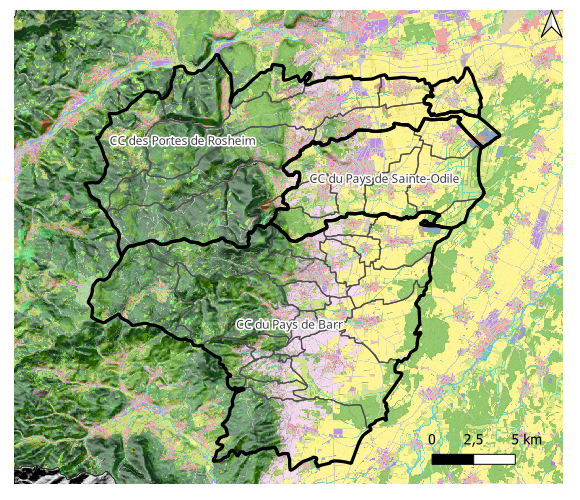 CC des Portes de Rosheim
CC du Pays de Sainte-Odile
CC du Pays de Barr
0 2,5 5 km